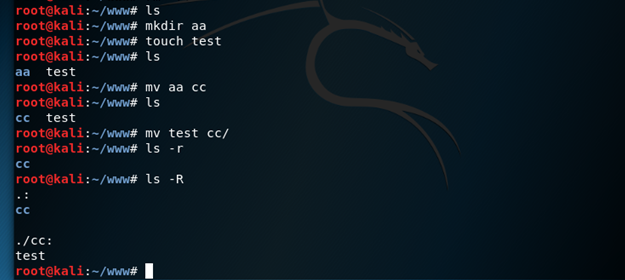 root@kali:~/www# ls
root@kali:~/www# mkdir aa
root@kali:~/www# touch test
root@kali:~/www# ls
aa  test
root@kali:~/www# mv aa cc
root@kali:~/www# ls
cc  test
root@kali:~/www# mv test cc/
root@kali:~/www# ls -r
cc
root@kali:~/www# ls -R
.:
cc

./cc:
test
root@kali:~/www#